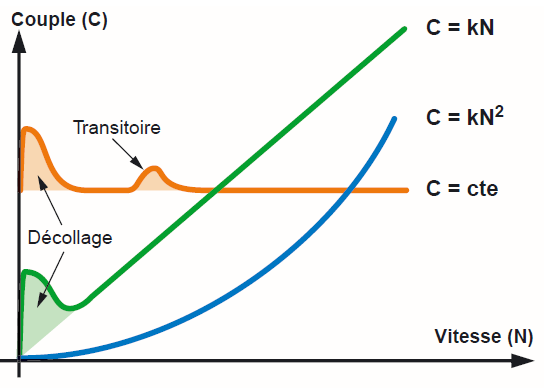 Couple (C)
C = kN
C = kN²
Transitoire
C = cte
Décollage
Vitesse (N)